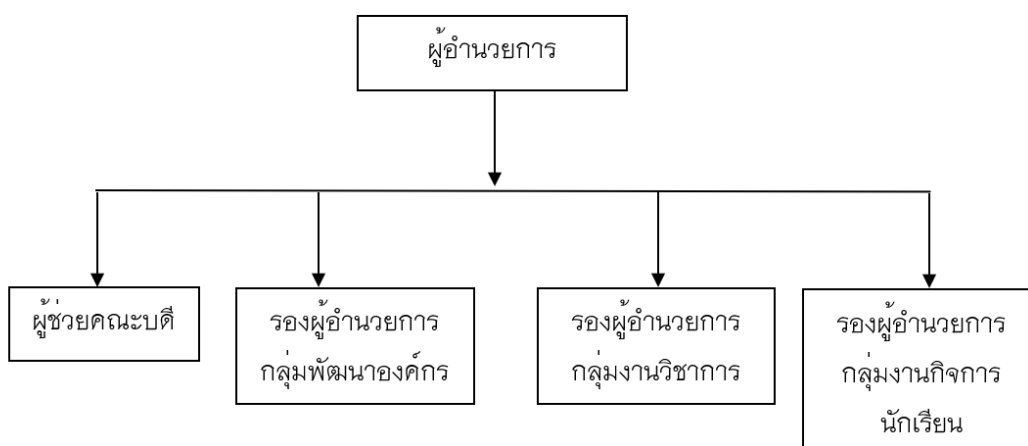 ผู้อำนวยการ
ผู้ช่วยคณะบดี
รองผู้อำนวยการ
กลุ่มพัฒนาองค์กร
รองผู้อำนวยการ
กลุ่มงานวิชาการ
รองผู้อำนวยการ
กลุ่มงานกิจการ
นักเรียน